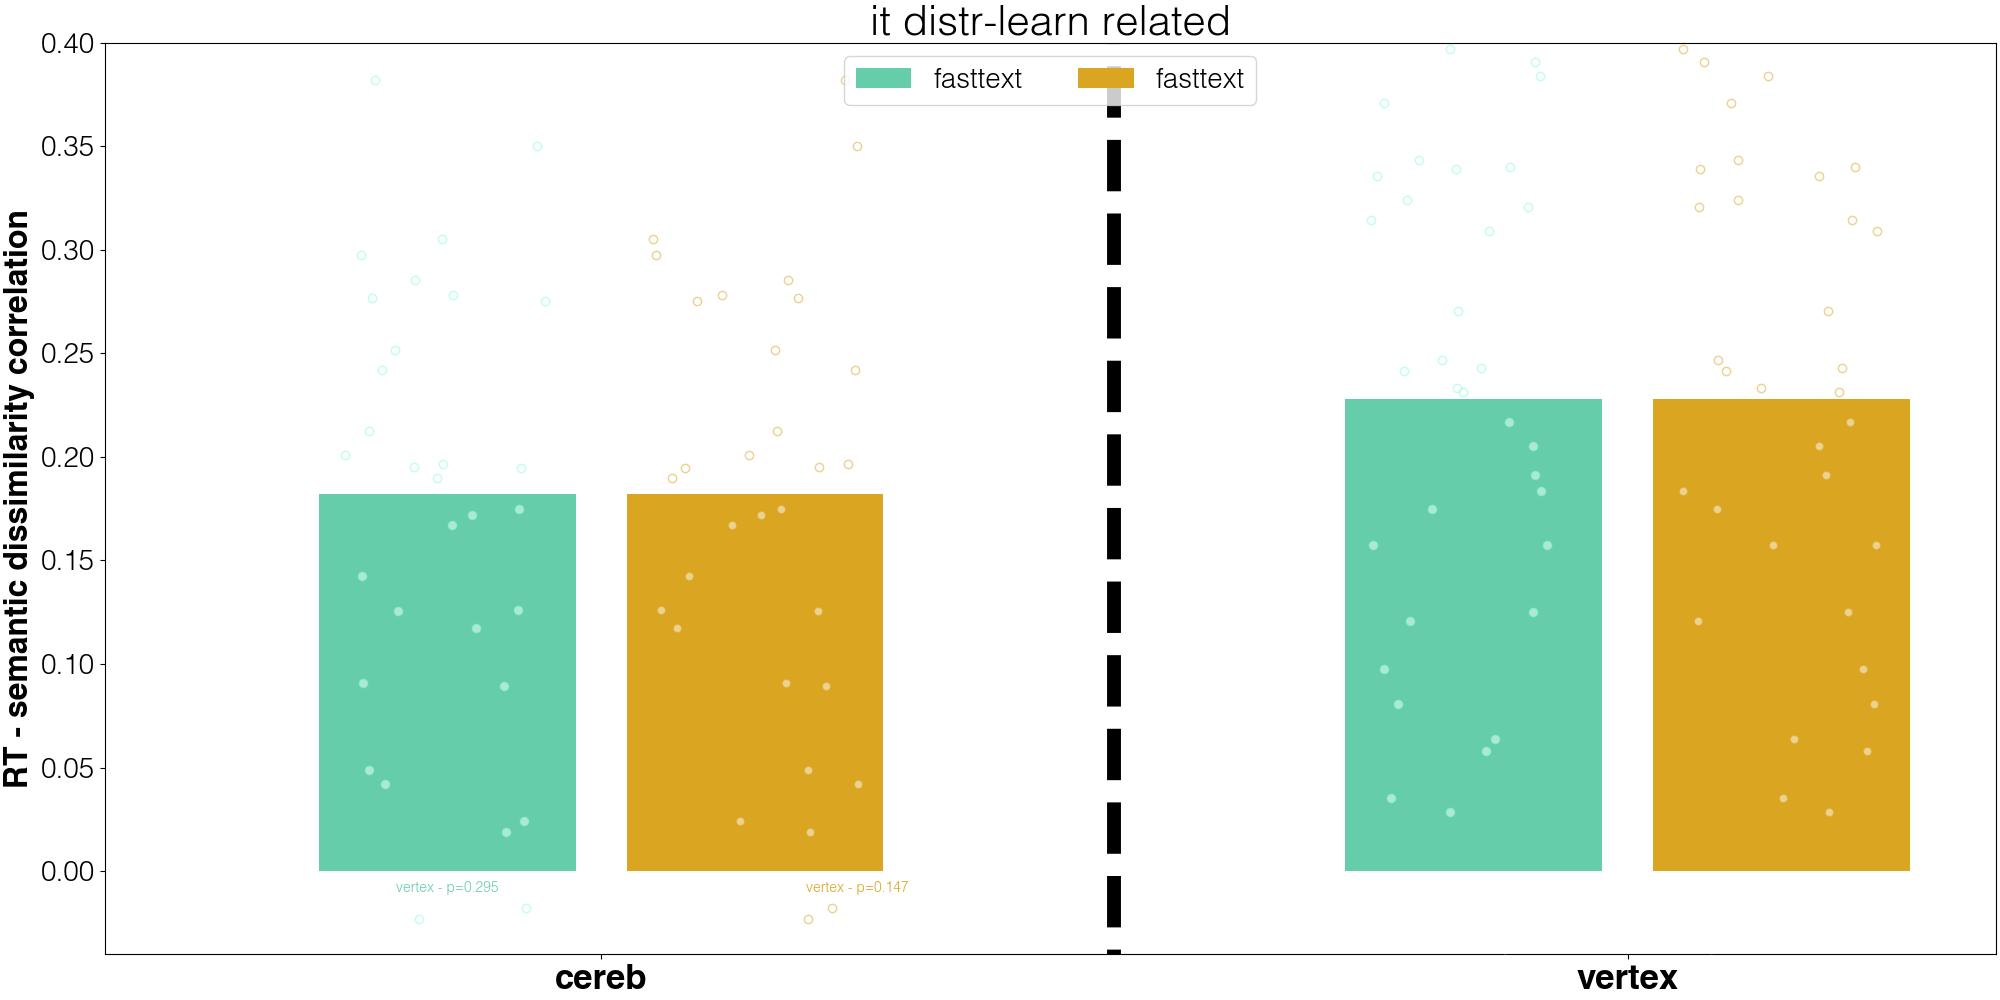 it distr-learn related
fasttext
fasttext
RT - semantic dissimilarity correlation
0.40
0.35
0.30
0.25
0.20
0.15
0.10
0.05
0.00
vertex - p=0.295
vertex - p=0.147
cereb
vertex